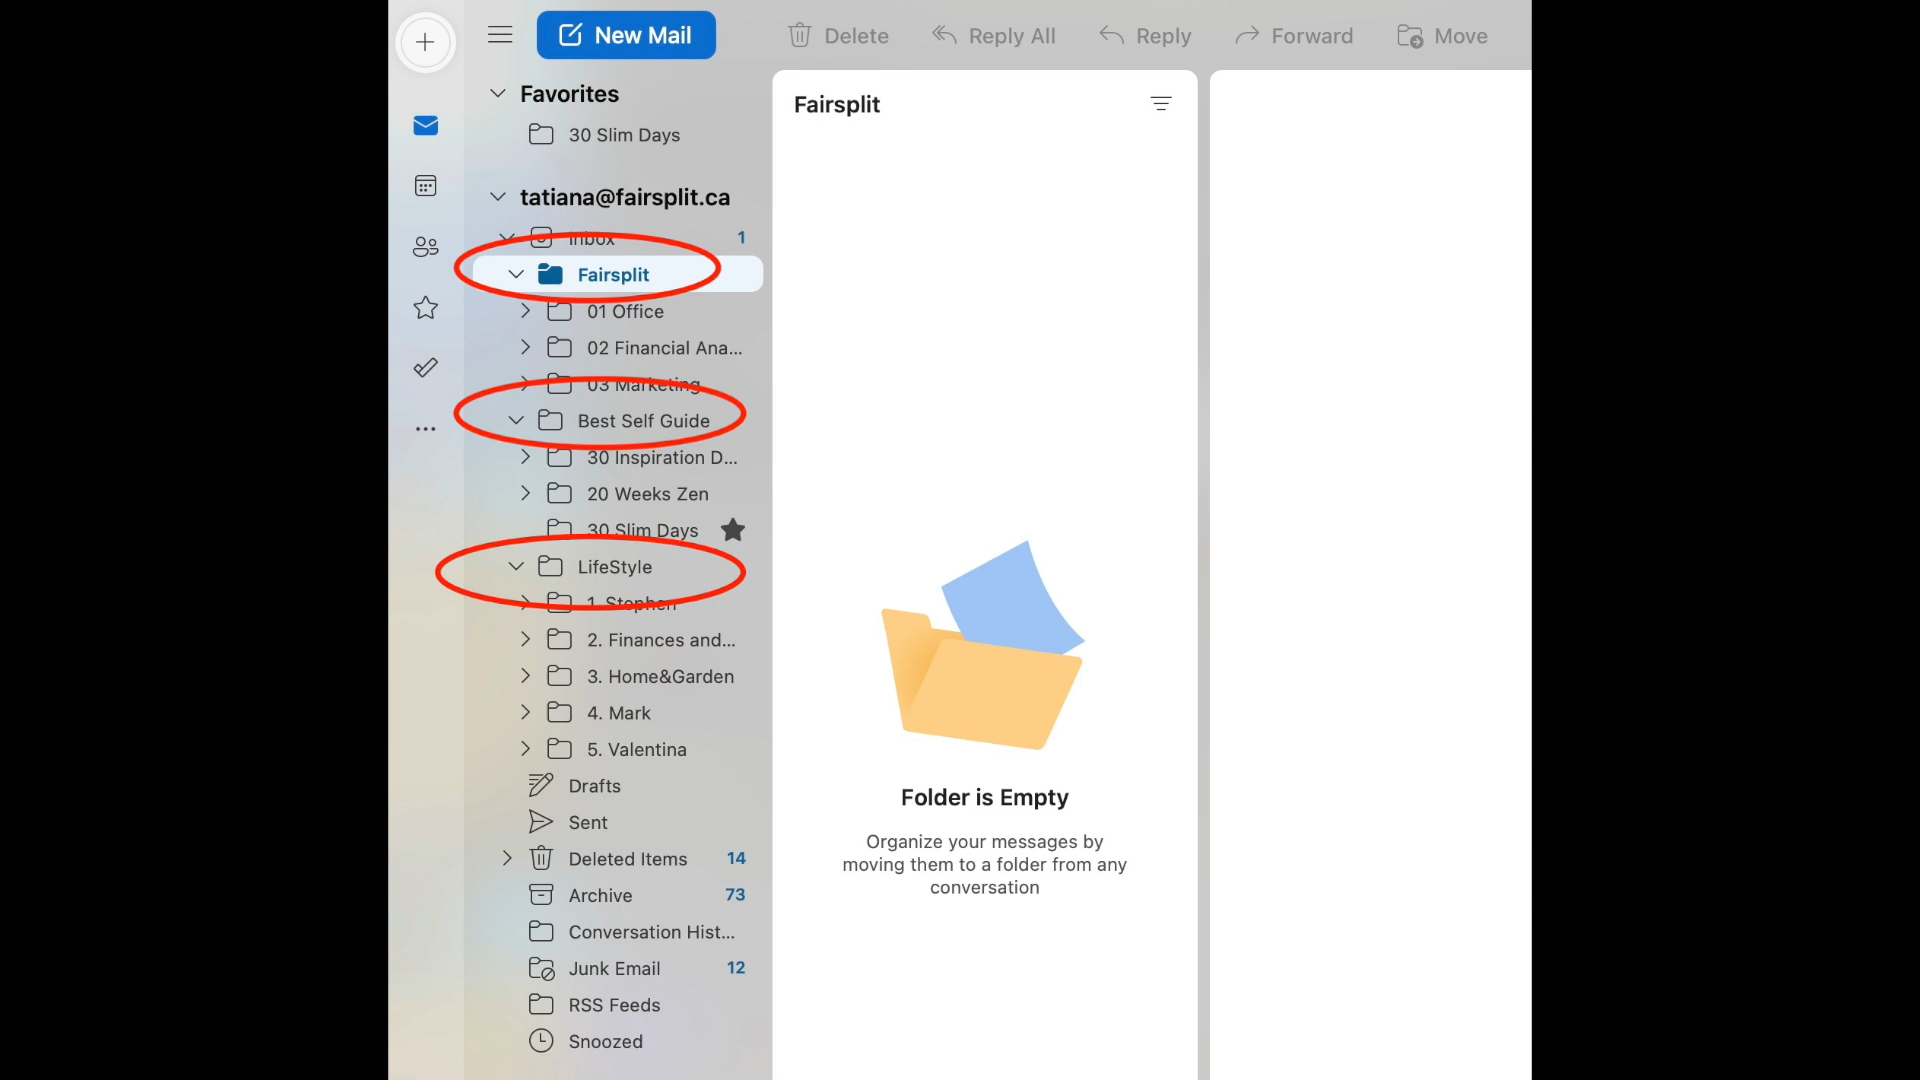 New Mail
Delete
Reply All
Reply
Forward
Move
Favorites
30 Slim Days
tatiana@fairsplit.ca
Inbox 1
Fairsplit
01 Office
02 Financial Ana...
03 Marketing
Best Self Guide
30 Inspiration D...
20 Weeks Zen
30 Slim Days
LifeStyle
1. Stephen
2. Finances and...
3. Home&Garden
4. Mark
5. Valentina
Drafts
Sent
Deleted Items 14
Archive 73
Conversation Hist...
Junk Email 12
RSS Feeds
Snoozed
Fairsplit
Folder is Empty
Organize your messages by
moving them to a folder from any
conversation